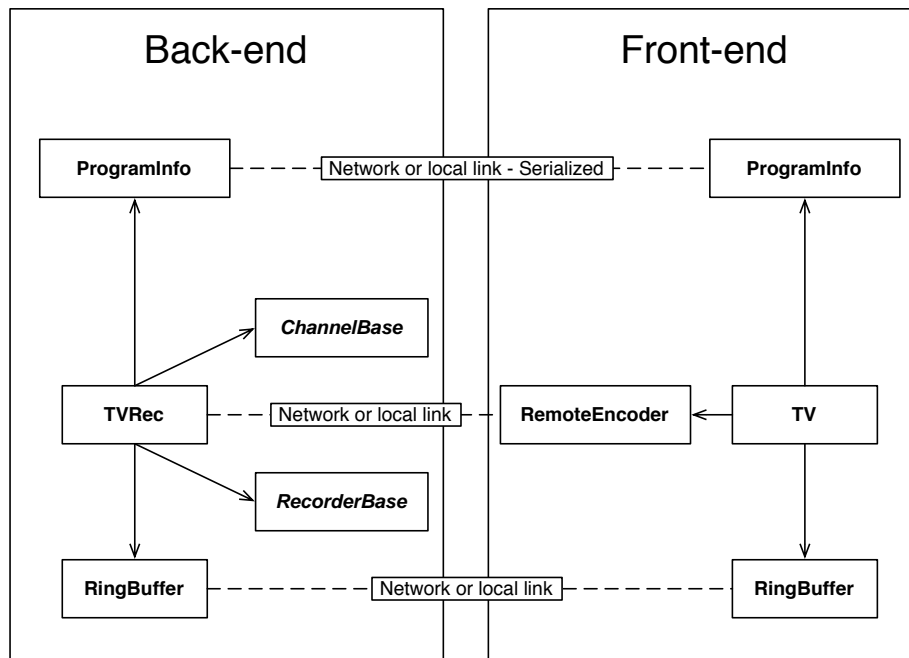 Back-end
Front-end
ProgramInfo
Network or local link - Serialized
ProgramInfo
ChannelBase
TVRec
Network or local link
RemoteEncoder
TV
RecorderBase
RingBuffer
Network or local link
RingBuffer